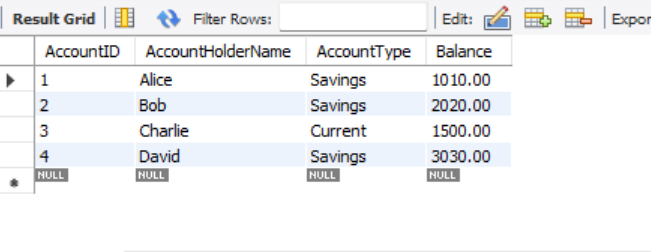 Result Grid Filter Rows: Edit: Expor
AccountID AccountHolderName AccountType Balance
1 Alice Savings 1010.00
2 Bob Savings 2020.00
3 Charlie Current 1500.00
4 David Savings 3030.00
NULL NULL NULL NULL